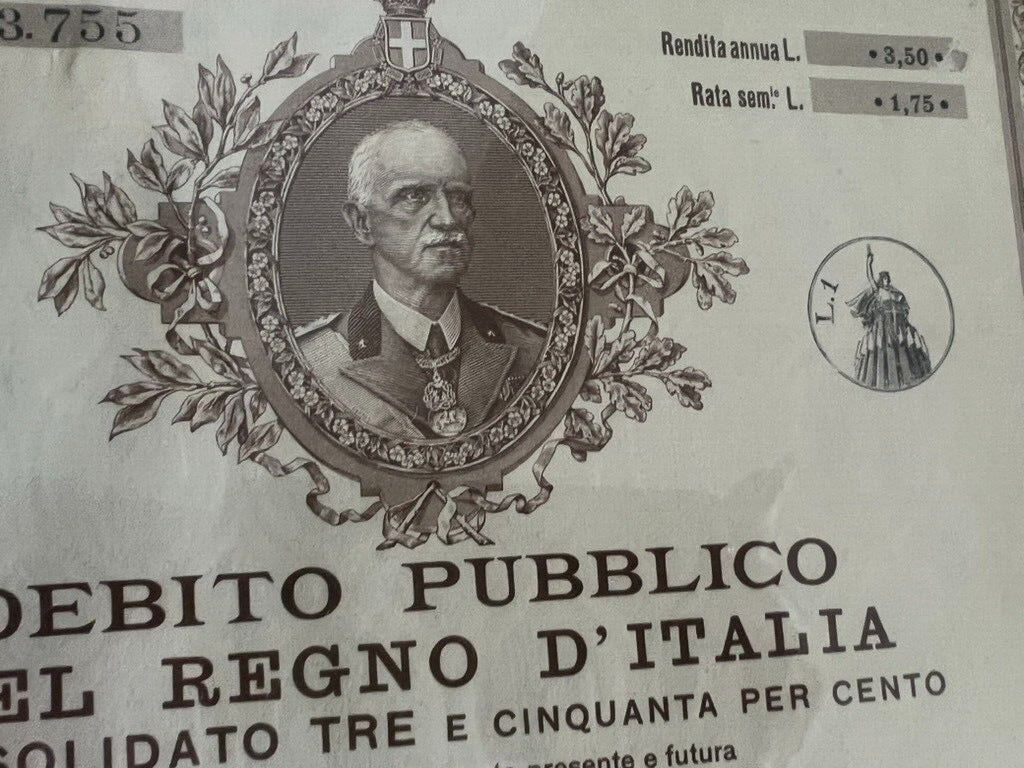 3.755
Rendita annua L. • 3,50 •
Rata sem.le L. • 1,75 •
L.1
DEBITO PUBBLICO
EL REGNO D'ITALIA
SOLIDATO TRE E CINQUANTA PER CENTO
presente e futura